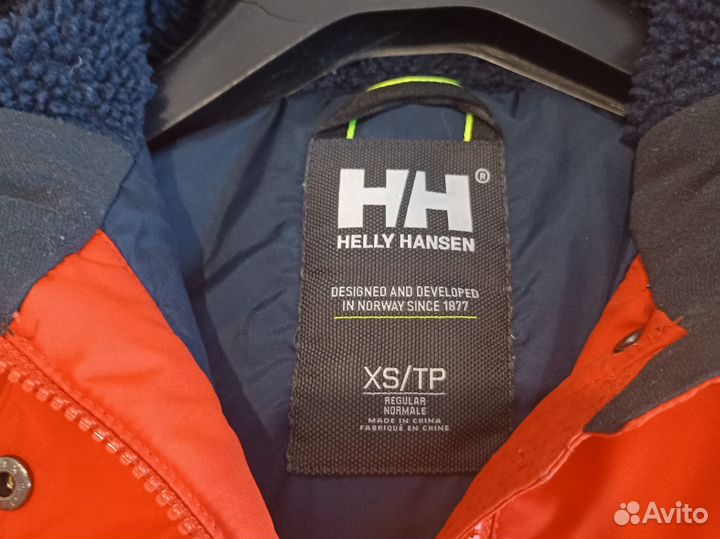 HH®
HELLY HANSEN
DESIGNED AND DEVELOPED
IN NORWAY SINCE 1877
XS/TP
REGULAR
NORMALE
MADE IN CHINA
FABRIQUÉ EN CHINE
Avito